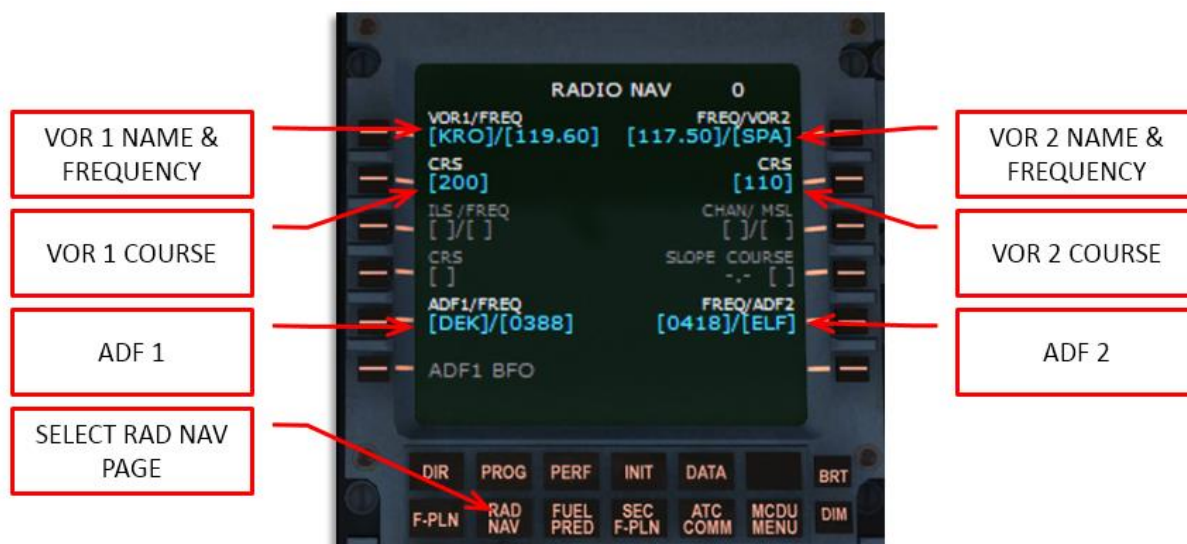 RADIO NAV 0
VOR1/FREQ FREQ/VOR2
[KRO]/[119.60] [117.50]/[SPA]
CRS CRS
[200] [110]
ILS /FREQ CHAN/ MSL
[ ]/[ ] [ ]/[ ]
CRS SLOPE COURSE
[ ] -.- [ ]
ADF1/FREQ FREQ/ADF2
[DEK]/[0388] [0418]/[ELF]
ADF1 BFO
DIR PROG PERF INIT DATA BRT
F-PLN RAD NAV FUEL PRED SEC F-PLN ATC COMM MCDU MENU DIM
VOR 1 NAME &
FREQUENCY
VOR 1 COURSE
ADF 1
SELECT RAD NAV
PAGE
VOR 2 NAME &
FREQUENCY
VOR 2 COURSE
ADF 2